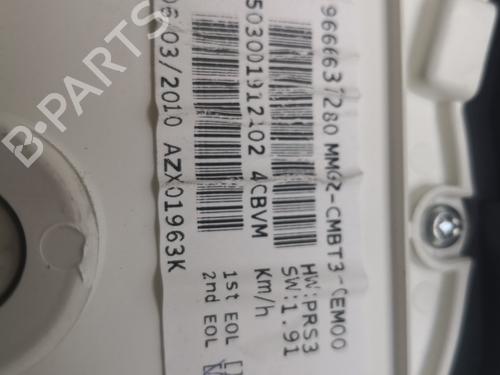 9666637280 MMG2-CMBT3-CEM00
HW:PRS3
SW:1.91
503001912402 4CBVM
Km/h
06/03/2010 AZX01963K
1st EOL
2nd EOL
B-PARTS